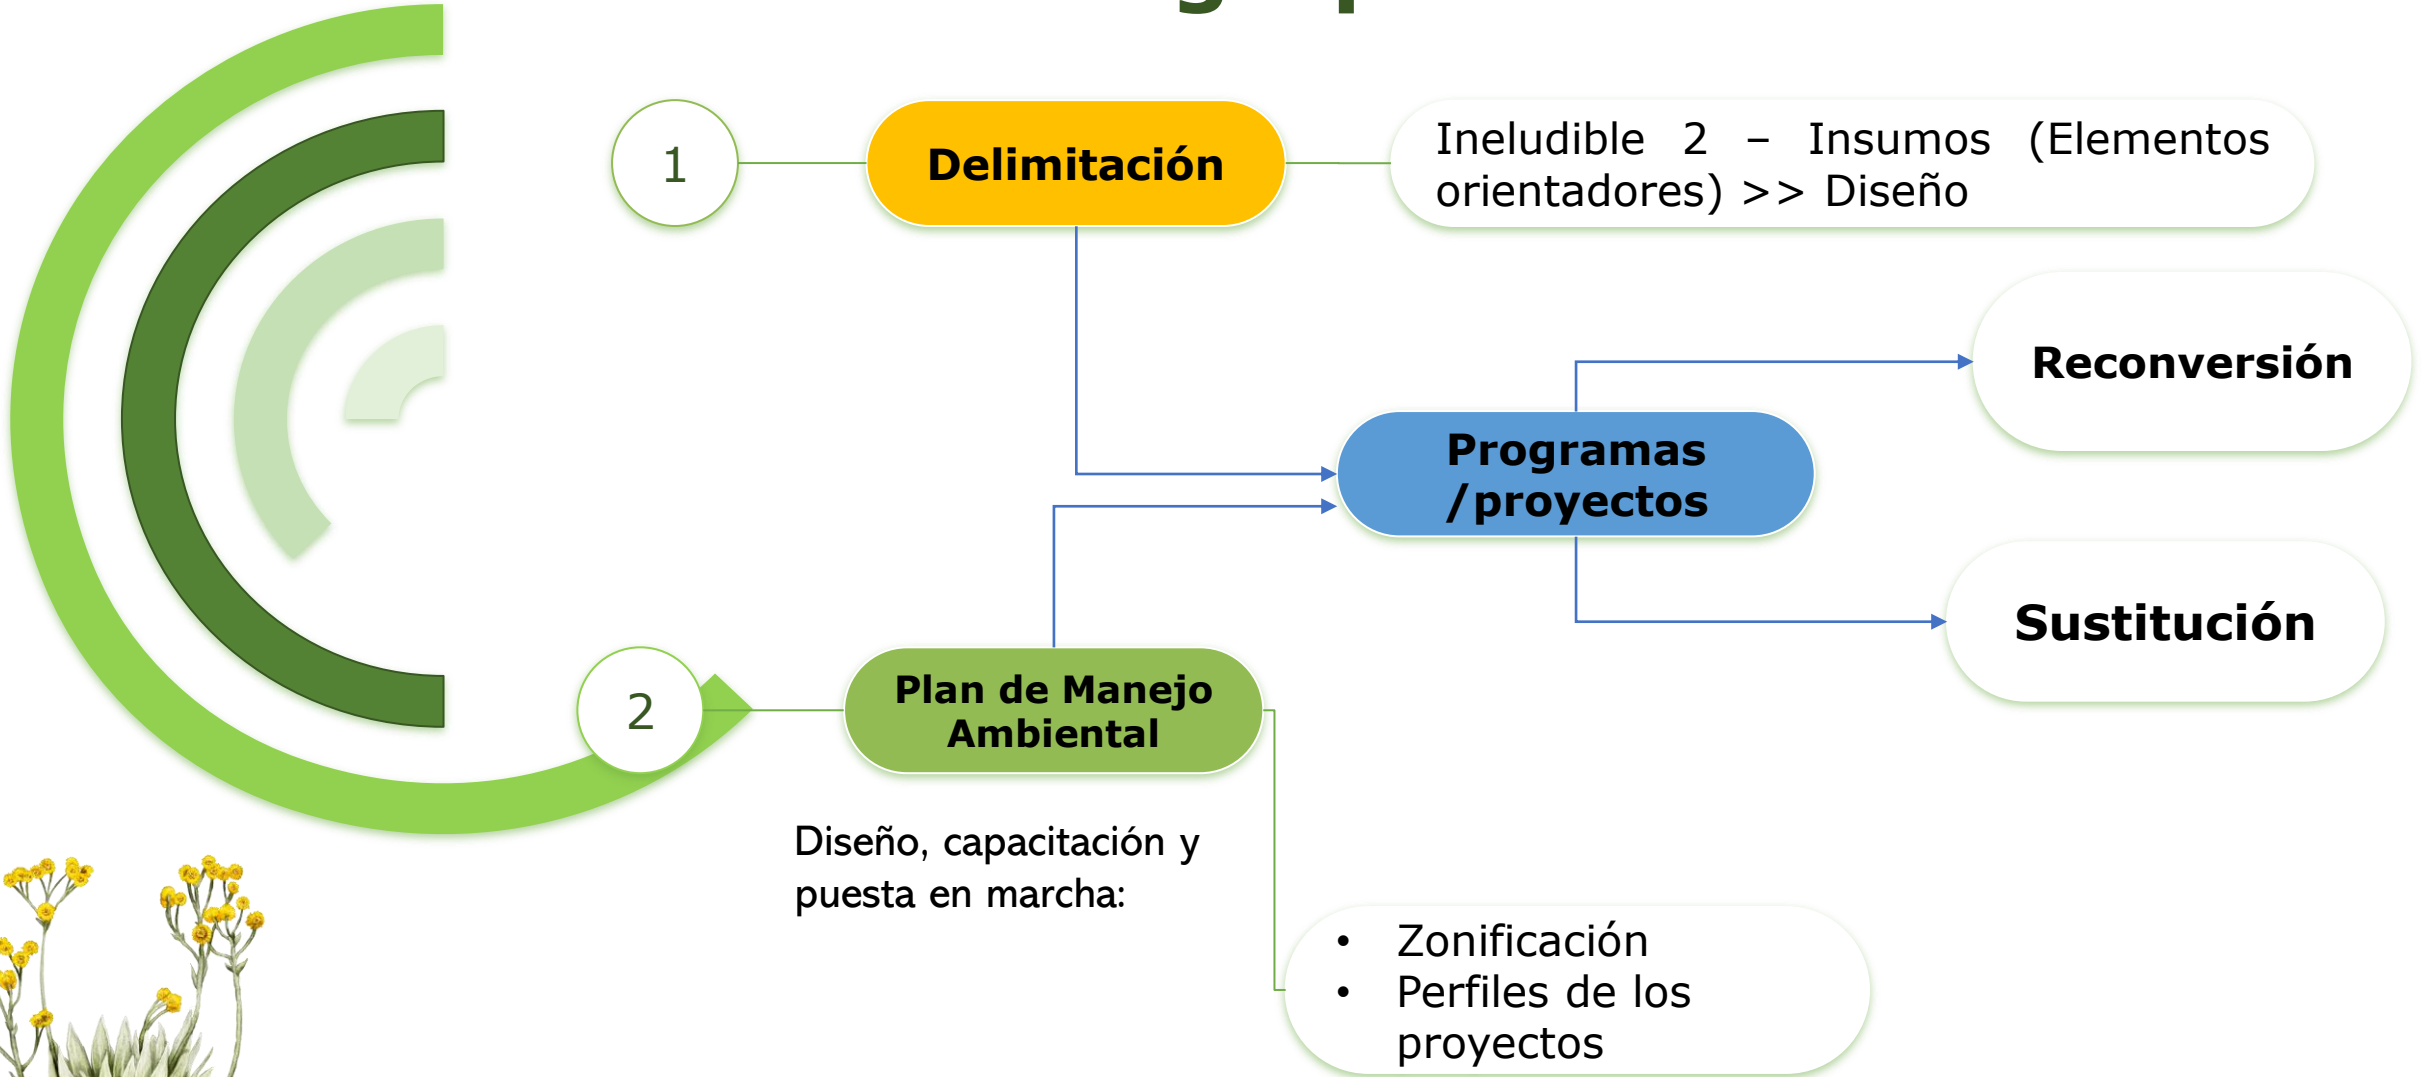 1
Delimitación
Ineludible 2 – Insumos (Elementos
orientadores) >> Diseño
Reconversión
Programas
/proyectos
Sustitución
2
Plan de Manejo
Ambiental
Diseño, capacitación y
puesta en marcha:
• Zonificación
• Perfiles de los
proyectos